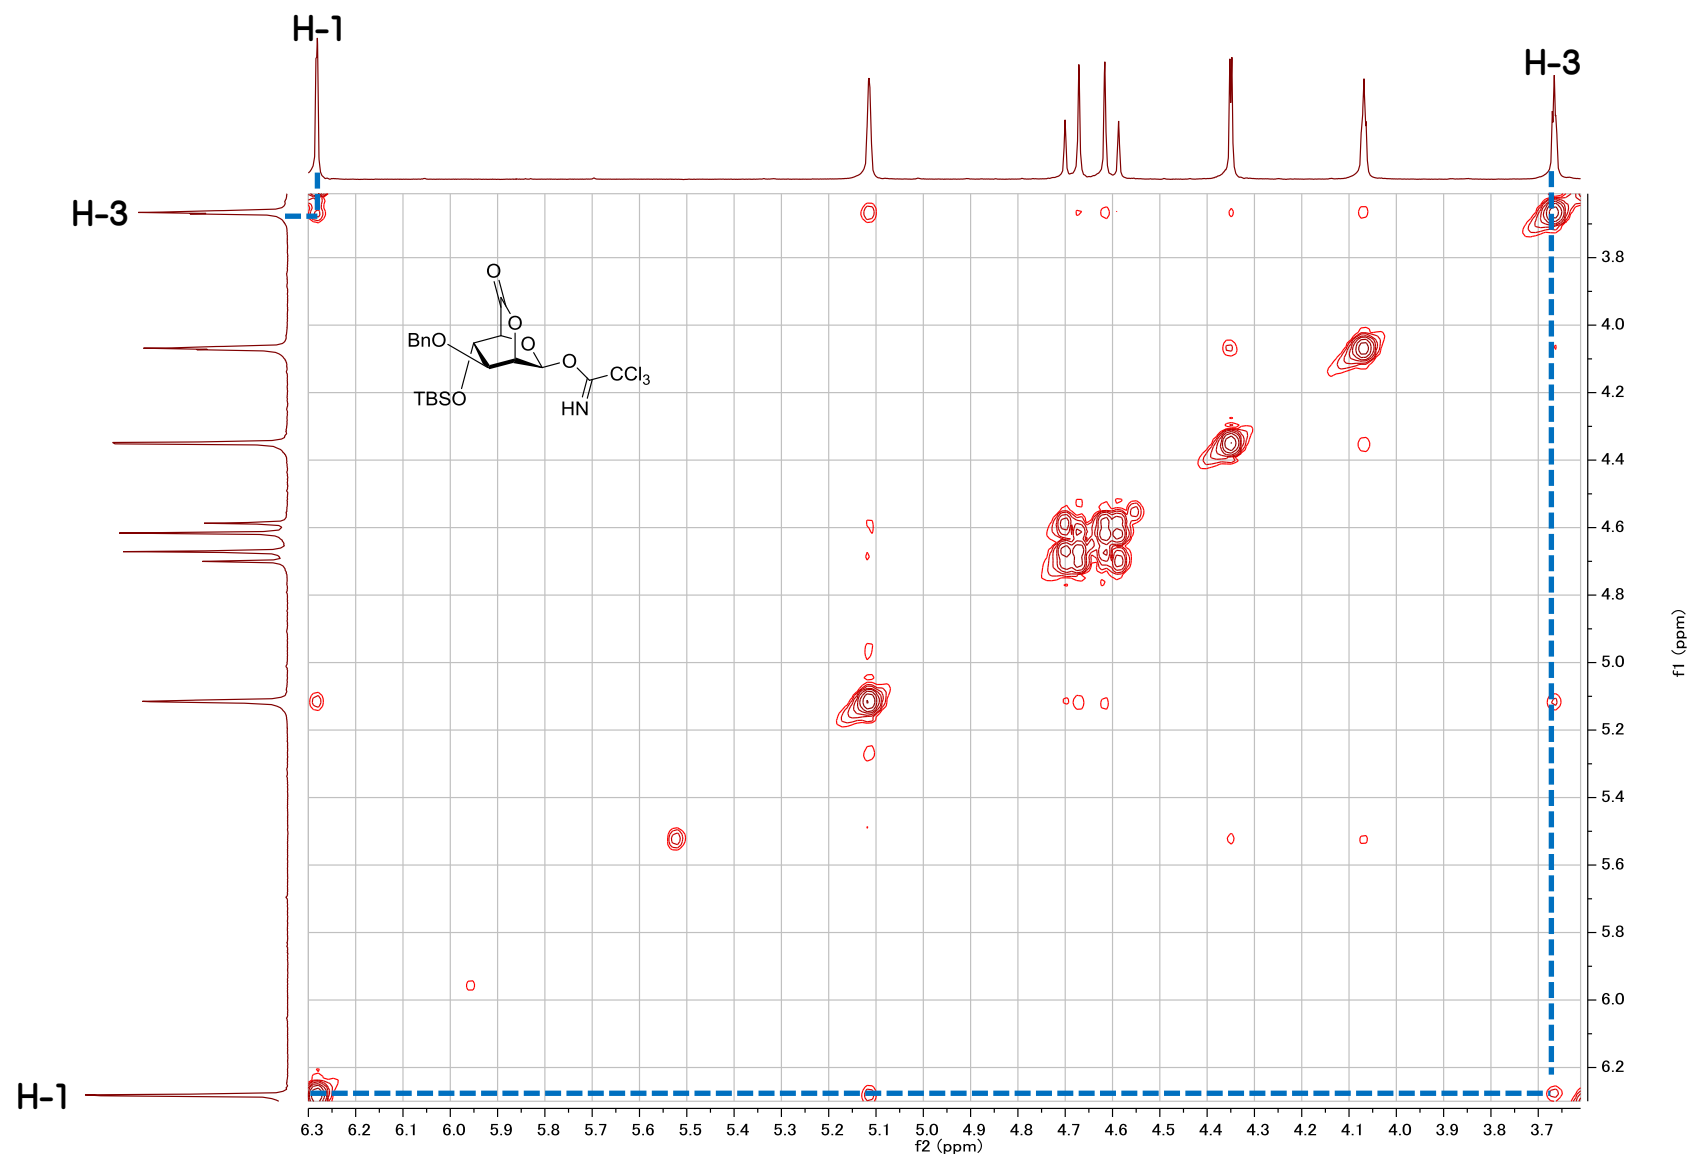 H-1
H-3
H-3
O
O
BnO
O
O
CCl3
TBSO
HN
3.8
4.0
4.2
4.4
4.6
4.8
5.0
5.2
5.4
5.6
5.8
6.0
6.2
f1 (ppm)
H-1
6.3 6.2 6.1 6.0 5.9 5.8 5.7 5.6 5.5 5.4 5.3 5.2 5.1 5.0 4.9 4.8 4.7 4.6 4.5 4.4 4.3 4.2 4.1 4.0 3.9 3.8 3.7
f2 (ppm)